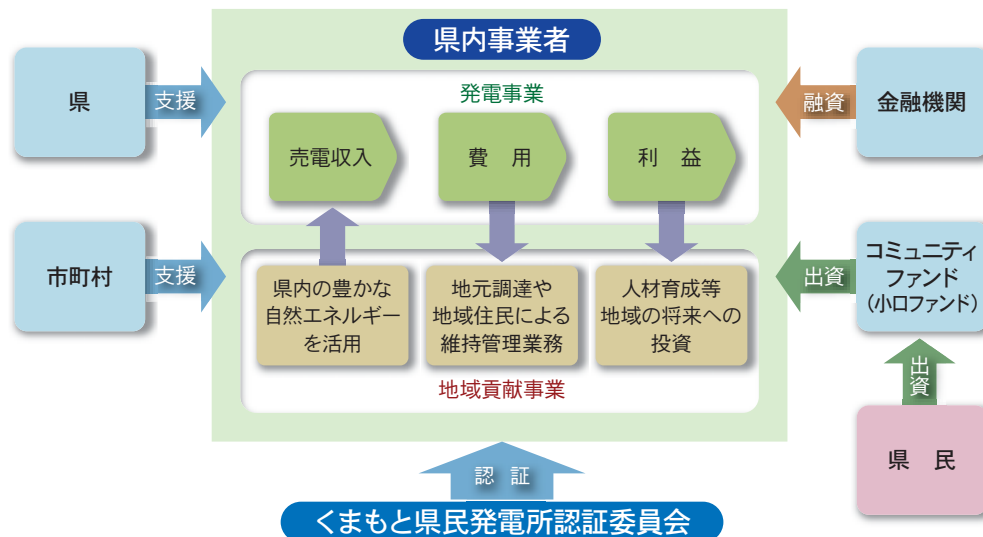 県内事業者
県
支援
発電事業
売電収入
費 用
利 益
融資
金融機関
市町村
支援
県内の豊かな
自然エネルギー
を活用
地元調達や
地域住民による
維持管理業務
人材育成等
地域の将来への
投資
地域貢献事業
出資
コミュニティ
ファンド
(小口ファンド)
出資
県 民
認 証
くまもと県民発電所認証委員会